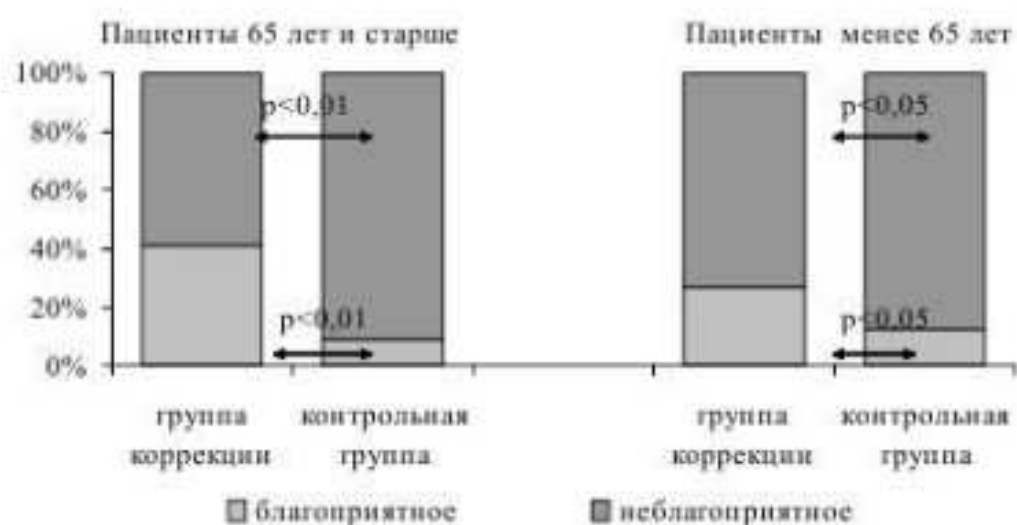 Пациенты 65 лет и старше
Пациенты менее 65 лет
100%
80%
60%
40%
20%
0%
p<0,01
p<0,05
p<0,01
p<0,05
группа коррекции
контрольная группа
группа коррекции
контрольная группа
благоприятное
неблагоприятное